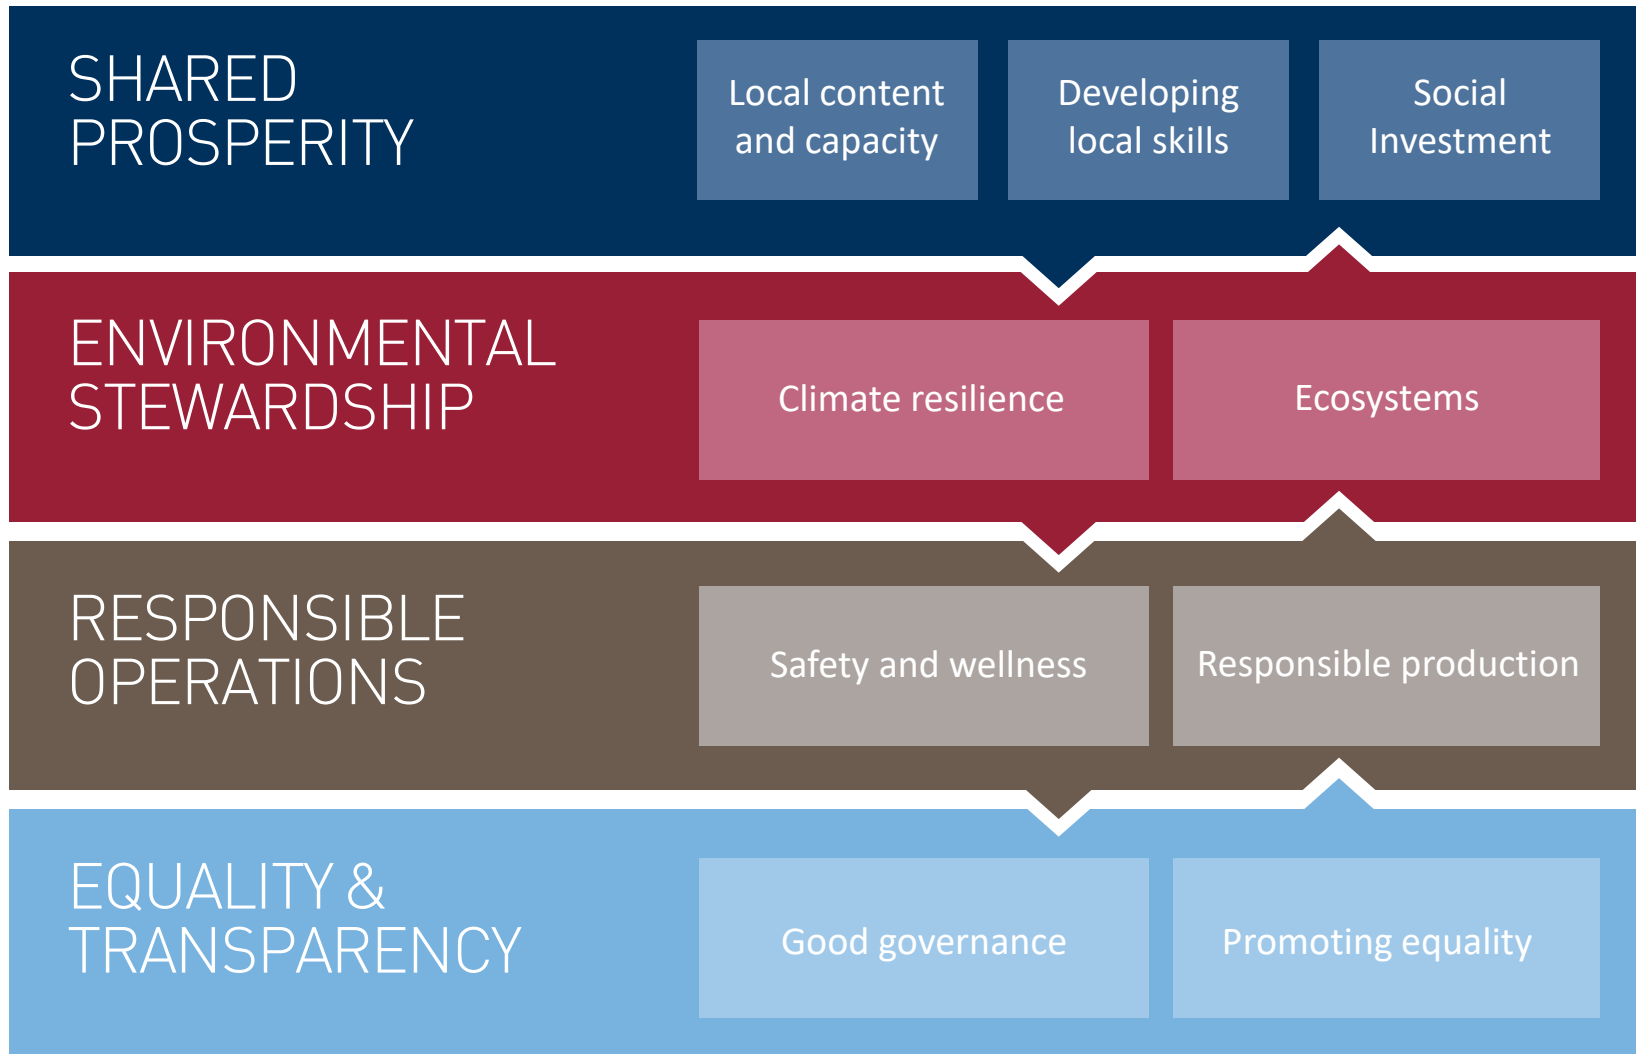 SHARED
PROSPERITY
Local content
and capacity
Developing
local skills
Social
Investment
ENVIRONMENTAL
STEWARDSHIP
Climate resilience
Ecosystems
RESPONSIBLE
OPERATIONS
Safety and wellness
Responsible production
EQUALITY &
TRANSPARENCY
Good governance
Promoting equality